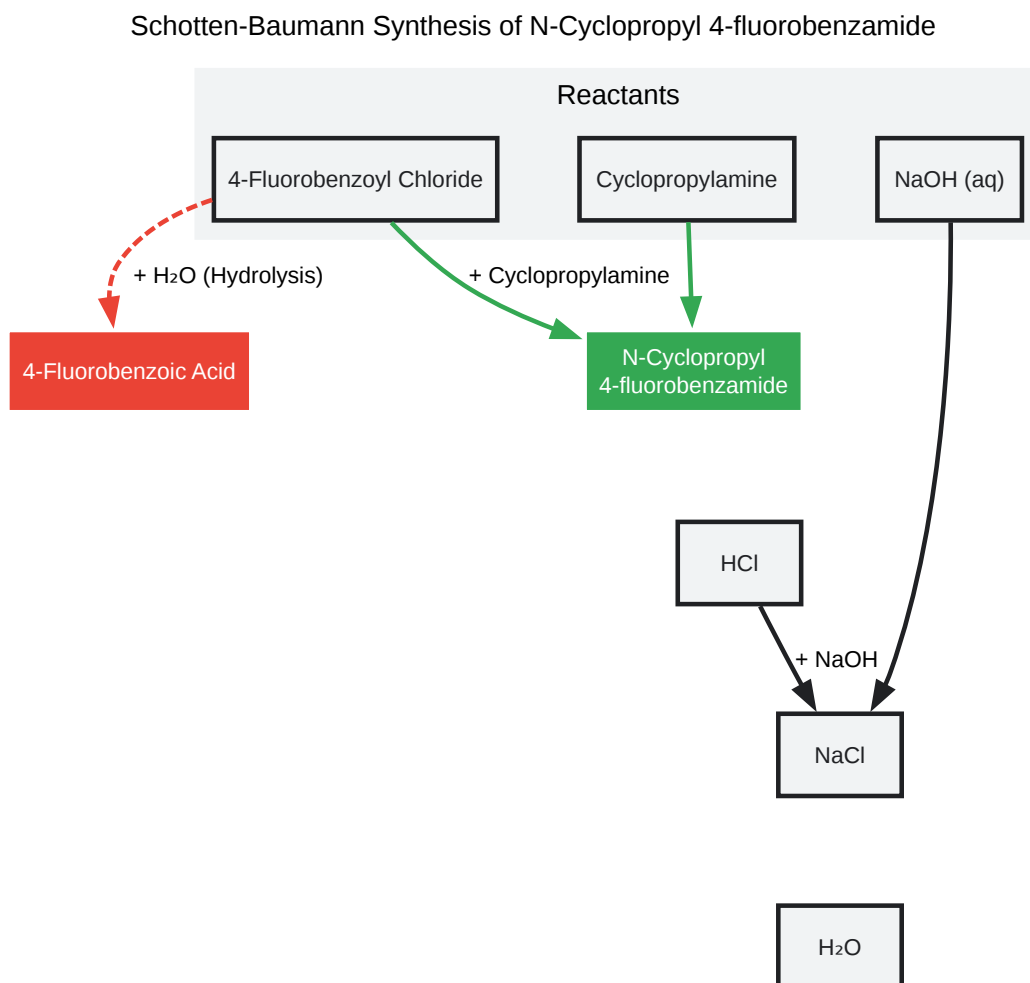 Schotten-Baumann Synthesis of N-Cyclopropyl 4-fluorobenzamide
Reactants
4-Fluorobenzoyl Chloride
Cyclopropylamine
NaOH (aq)
+ H₂O (Hydrolysis)
+ Cyclopropylamine
4-Fluorobenzoic Acid
N-Cyclopropyl
4-fluorobenzamide
HCl
+ NaOH
NaCl
H₂O